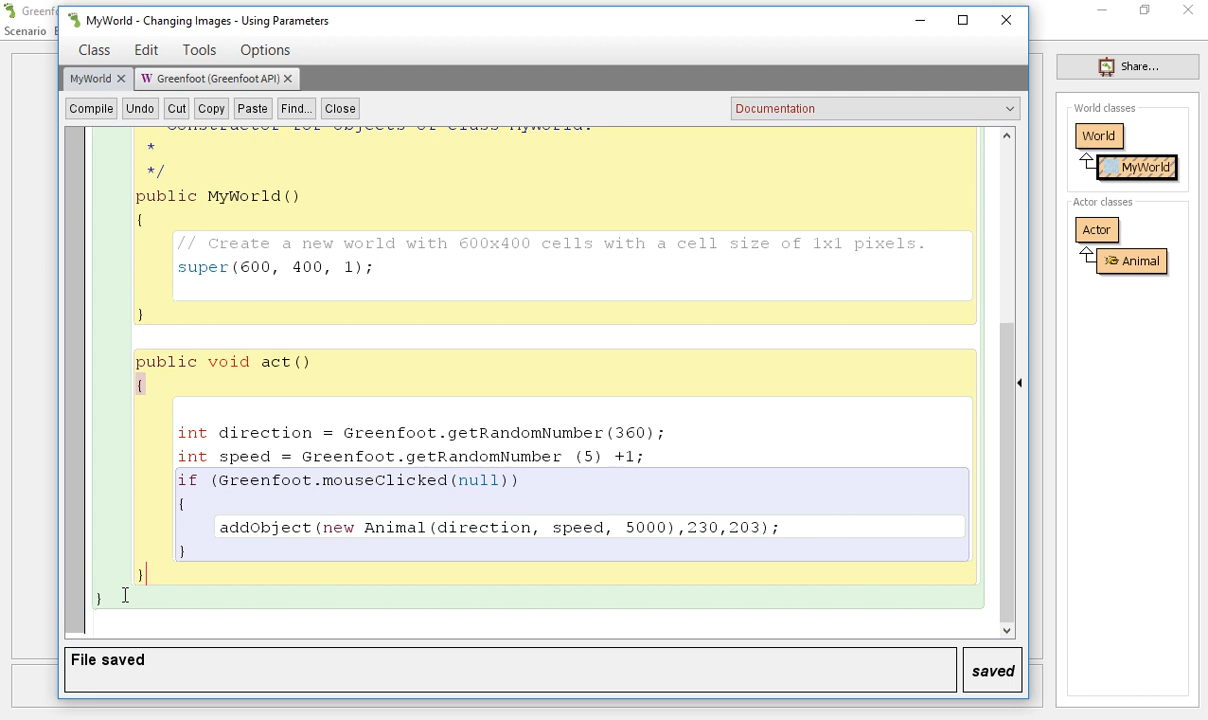 Greenfoot
MyWorld - Changing Images - Using Parameters
Scenario E
Class Edit Tools Options
MyWorld Greenfoot (Greenfoot API)
Share...
Compile Undo Cut Copy Paste Find... Close Documentation
World classes
World
MyWorld
Actor classes
Actor
Animal
Constructor for objects of class MyWorld.
*
*/
public MyWorld()
{
// Create a new world with 600x400 cells with a cell size of 1x1 pixels.
super(600, 400, 1);
}
public void act()
{
int direction = Greenfoot.getRandomNumber(360);
int speed = Greenfoot.getRandomNumber (5) +1;
if (Greenfoot.mouseClicked(null))
{
addObject(new Animal(direction, speed, 5000),230,203);
}
}
}
File saved
saved